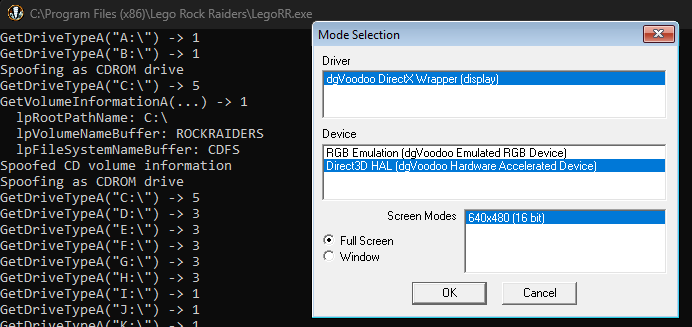 C:\Program Files (x86)\Lego Rock Raiders\LegoRR.exe
GetDriveTypeA("A:\") -> 1
GetDriveTypeA("B:\") -> 1
Spoofing as CDROM drive
GetDriveTypeA("C:\") -> 5
GetVolumeInformationA(...) -> 1
lpRootPathName: C:\
lpVolumeNameBuffer: ROCKRAIDERS
lpFileSystemNameBuffer: CDFS
Spoofed CD volume information
Spoofing as CDROM drive
GetDriveTypeA("C:\") -> 5
GetDriveTypeA("D:\") -> 3
GetDriveTypeA("E:\") -> 3
GetDriveTypeA("F:\") -> 3
GetDriveTypeA("G:\") -> 3
GetDriveTypeA("H:\") -> 3
GetDriveTypeA("I:\") -> 1
GetDriveTypeA("J:\") -> 1
GetDriveTypeA("K:\") -> 1
Mode Selection
Driver
dgVoodoo DirectX Wrapper (display)
Device
RGB Emulation (dgVoodoo Emulated RGB Device)
Direct3D HAL (dgVoodoo Hardware Accelerated Device)
Screen Modes
640x480 (16 bit)
Full Screen
Window
OK
Cancel